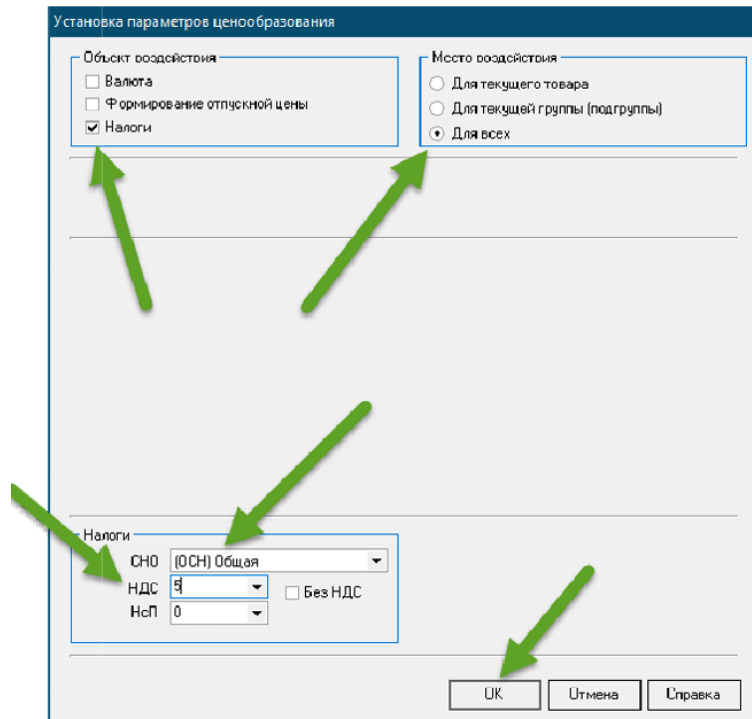 Установка параметров ценообразования
Объект воздействия
Валюта
Формирование отпускной цены
Налоги
Место воздействия
Для текущего товара
Для текущей группы (подгруппы)
Для всех
Налоги
СНО (ОСН) Общая
НДС 5 Без НДС
НсП 0
OK Отмена Справка